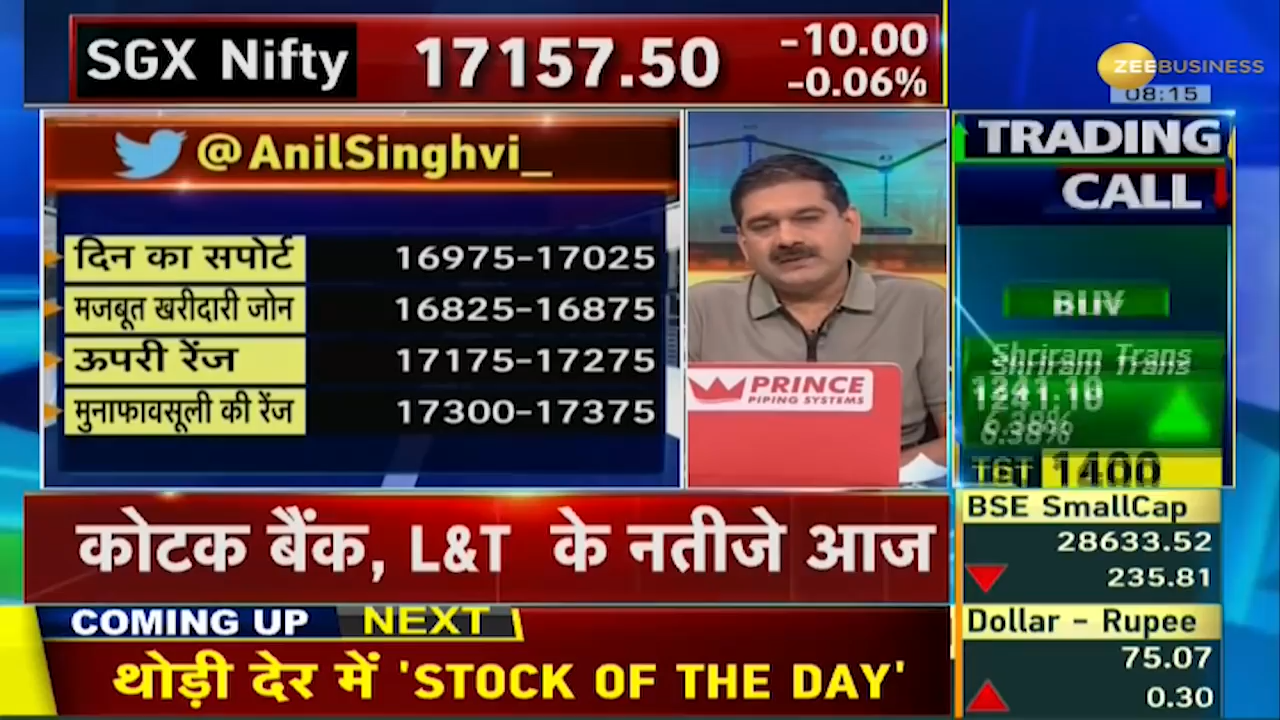 SGX Nifty 17157.50 -10.00
-0.06%
ZEEBUSINESS
08:15
@AnilSinghvi_
दिन का सपोर्ट 16975-17025
मजबूत खरीदारी जोन 16825-16875
ऊपरी रेंज 17175-17275
मुनाफावसूली की रेंज 17300-17375
PRINCE
PIPING SYSTEMS
TRADING
CALL
BUY
Shriram Trans
6.38%
TGT 1400
कोटक बैंक, L&T के नतीजे आज
COMING UP NEXT
थोड़ी देर में 'STOCK OF THE DAY'
BSE SmallCap
28633.52
235.81
Dollar - Rupee
75.07
0.30